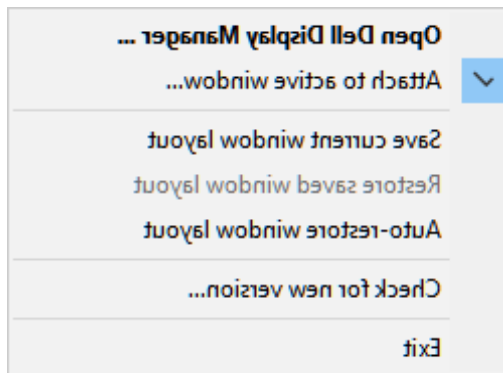 Open Dell Display Manager ...
Attach to active window...
Save current window layout
Restore saved window layout
Auto-restore window layout
Check for new version...
Exit